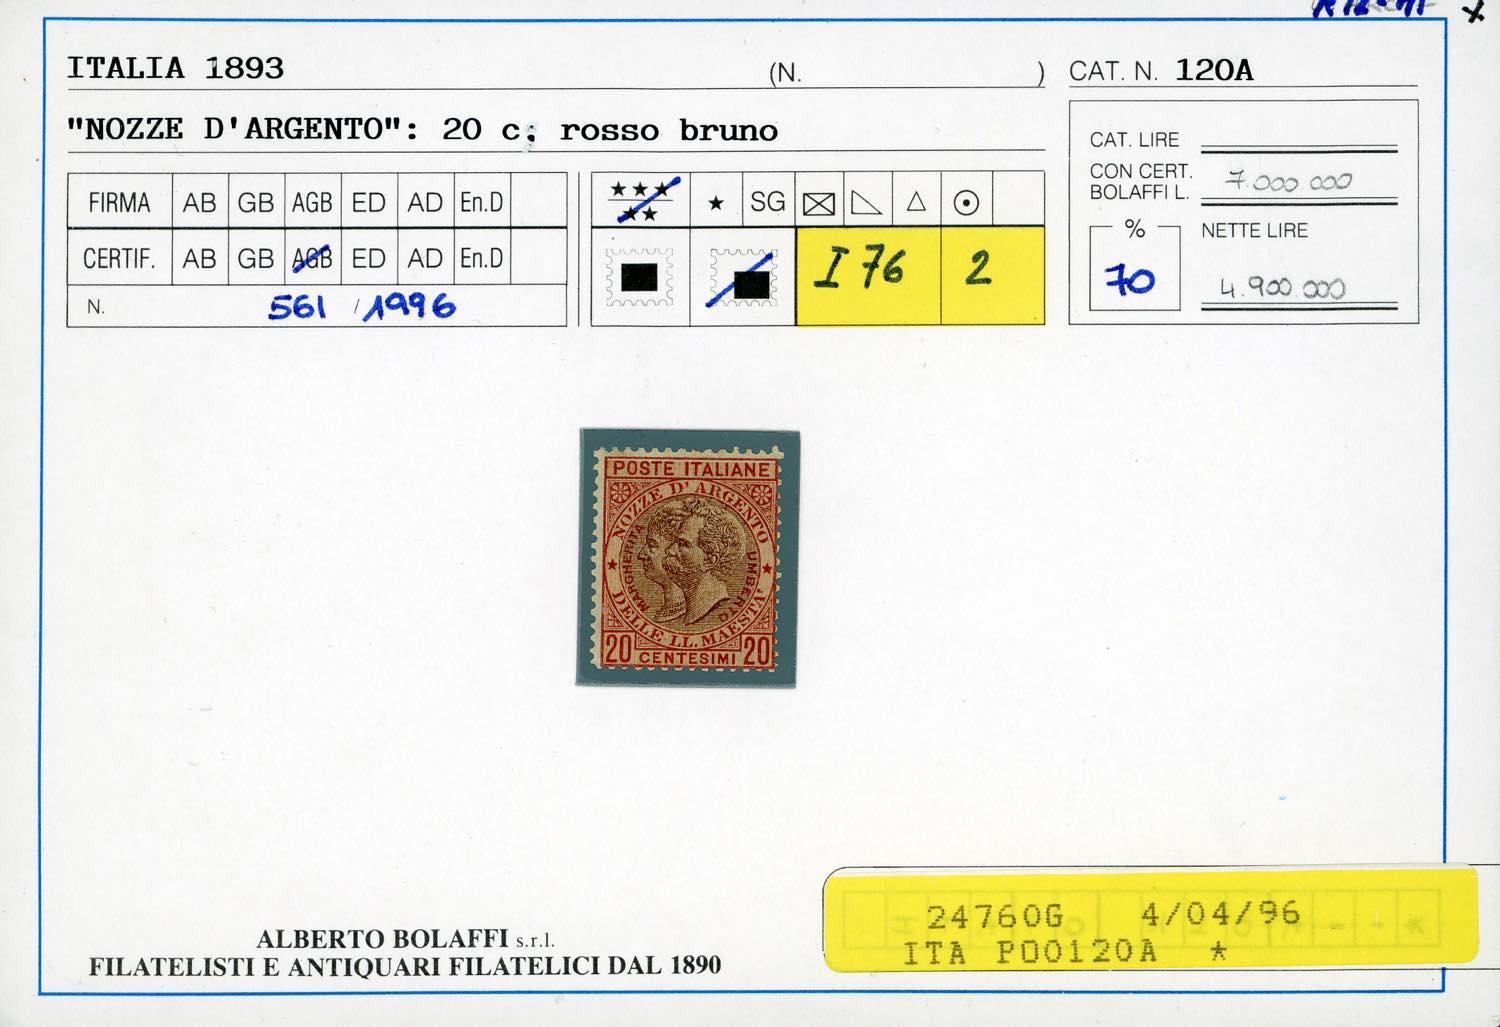 ITALIA 1893 (N. ) CAT. N. 120A
"NOZZE D'ARGENTO": 20 c; rosso bruno
FIRMA AB GB AGB ED AD En.D
CERTIF. AB GB AGB ED AD En.D
N. 561 / 1996
★★★
★★
★ SG
I 76 2
CAT. LIRE
CON CERT.
BOLAFFI L. 7.000 000
% NETTE LIRE
70 4.900.000
POSTE ITALIANE
NOZZE D'ARGENTO
MARGHERITA UMBERTO
DELLE LL. MAESTA'
20 CENTESIMI 20
ALBERTO BOLAFFI s.r.l.
FILATELISTI E ANTIQUARI FILATELICI DAL 1890
24760G 4/04/96
ITA P00120A *